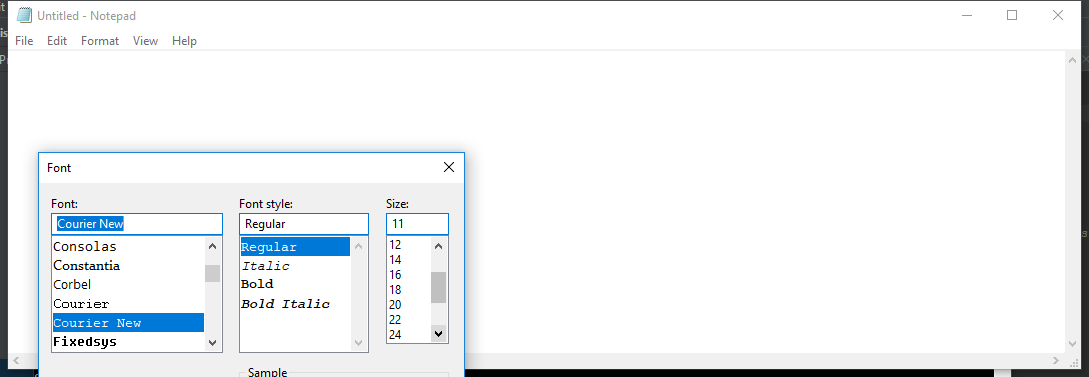 Untitled - Notepad
File Edit Format View Help
Font
Font: Font style: Size:
Courier New Regular 11
Consolas
Constantia
Corbel
Courier
Courier New
Fixedsys
Regular
Italic
Bold
Bold Italic
12
14
16
18
20
22
24
Sample